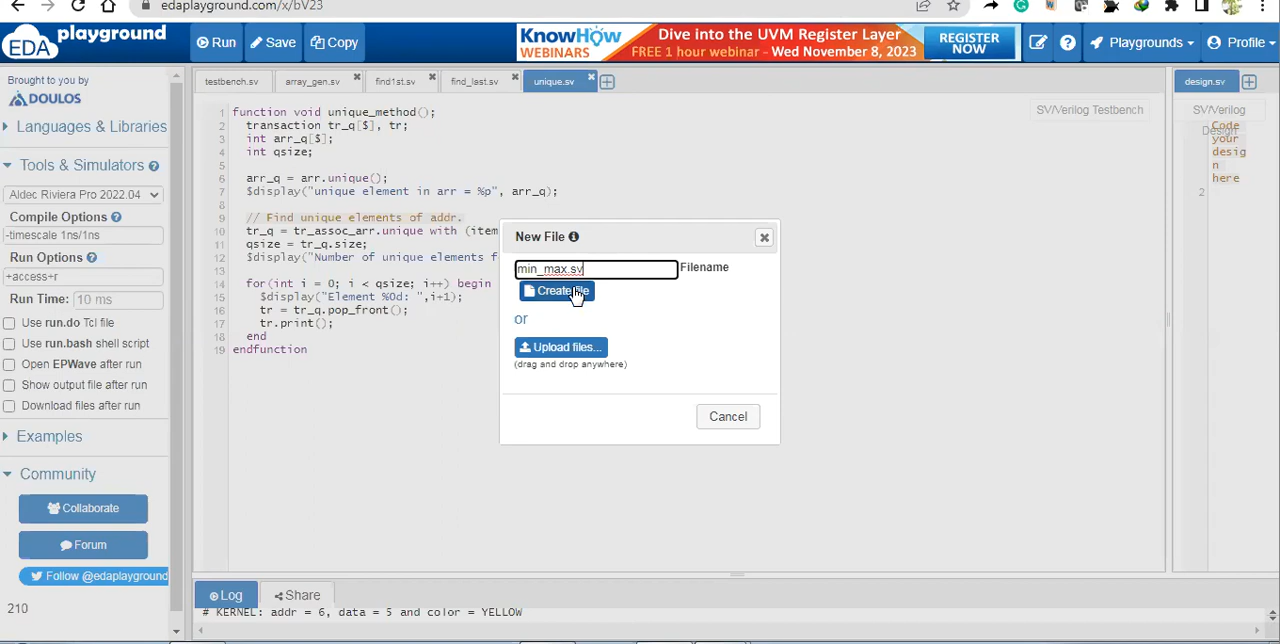 edaplayground.com/x/bV23
EDA playground
Run
Save
Copy
KnowHow WEBINARS
Dive into the UVM Register Layer
FREE 1 hour webinar - Wed November 8, 2023
REGISTER NOW
Playgrounds
Profile
Brought to you by
DOULOS
Languages & Libraries
Tools & Simulators
Aldec Riviera Pro 2022.04
Compile Options
-timescale 1ns/1ns
Run Options
+access+r
Run Time: 10 ms
Use run.do Tcl file
Use run.bash shell script
Open EPWave after run
Show output file after run
Download files after run
Examples
Community
Collaborate
Forum
Follow @edaplayground
210
testbench.sv
array_gen.sv
find1st.sv
find_last.sv
unique.sv
SV/Verilog Testbench
1 function void unique_method();
2 transaction tr_q[$], tr;
3 int arr_q[$];
4 int qsize;
5
6 arr_q = arr.unique();
7 $display("unique element in arr = %p", arr_q);
8
9 // Find unique elements of addr.
10 tr_q = tr_assoc_arr.unique with (item
11 qsize = tr_q.size;
12 $display("Number of unique elements f
13
14 for(int i = 0; i < qsize; i++) begin
15 $display("Element %0d: ",i+1);
16 tr = tr_q.pop_front();
17 tr.print();
18 end
19 endfunction
New File
min_max.sv
Filename
Create file
or
Upload files...
(drag and drop anywhere)
Cancel
design.sv
SV/Verilog
Design
Code
your
desig
n
here
2
Log
Share
# KERNEL: addr = 6, data = 5 and color = YELLOW